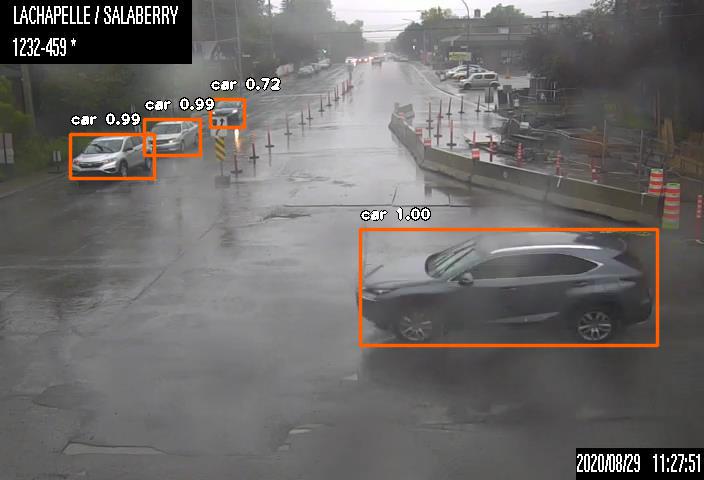 LACHAPELLE / SALABERRY
1232-459 *
car 0.72
car 0.99
car 0.99
car 1.00
2020/08/29 11:27:51